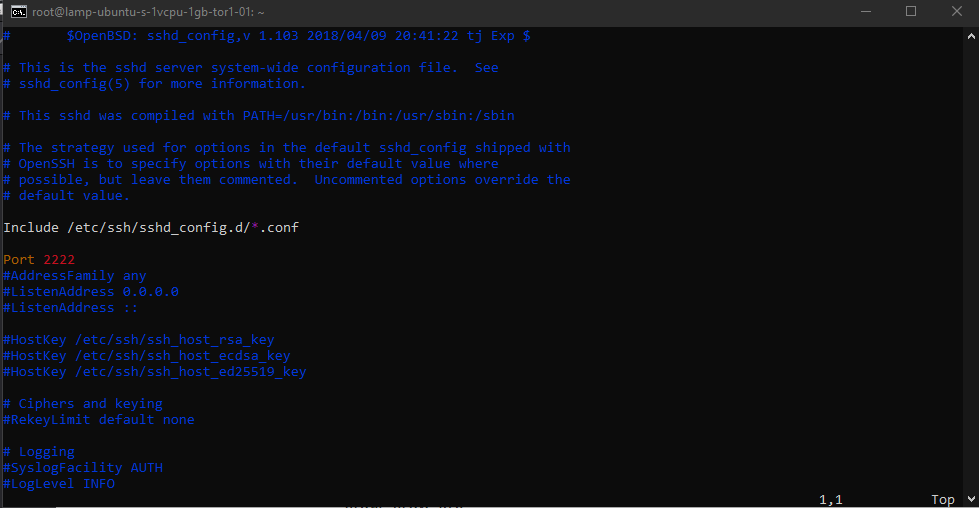 root@lamp-ubuntu-s-1vcpu-1gb-tor1-01: ~
#       $OpenBSD: sshd_config,v 1.103 2018/04/09 20:41:22 tj Exp $
# This is the sshd server system-wide configuration file.  See
# sshd_config(5) for more information.
# This sshd was compiled with PATH=/usr/bin:/bin:/usr/sbin:/sbin
# The strategy used for options in the default sshd_config shipped with
# OpenSSH is to specify options with their default value where
# possible, but leave them commented.  Uncommented options override the
# default value.
Include /etc/ssh/sshd_config.d/*.conf
Port 2222
#AddressFamily any
#ListenAddress 0.0.0.0
#ListenAddress ::
#HostKey /etc/ssh/ssh_host_rsa_key
#HostKey /etc/ssh/ssh_host_ecdsa_key
#HostKey /etc/ssh/ssh_host_ed25519_key
# Ciphers and keying
#RekeyLimit default none
# Logging
#SyslogFacility AUTH
#LogLevel INFO
1,1           Top